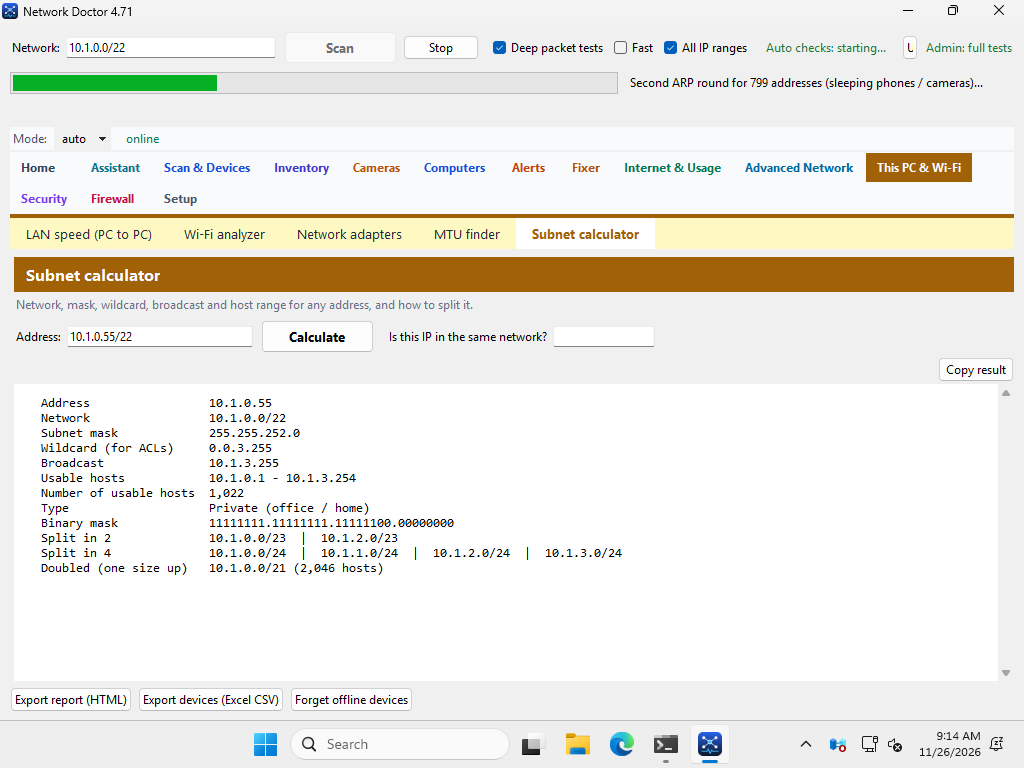 Network Doctor 4.71
Network: 10.1.0.0/22 Scan Stop Deep packet tests Fast All IP ranges Auto checks: starting... Admin: full tests
Second ARP round for 799 addresses (sleeping phones / cameras)...
Mode: auto online
Home Assistant Scan & Devices Inventory Cameras Computers Alerts Fixer Internet & Usage Advanced Network This PC & Wi-Fi
Security Firewall Setup
LAN speed (PC to PC) Wi-Fi analyzer Network adapters MTU finder Subnet calculator
Subnet calculator
Network, mask, wildcard, broadcast and host range for any address, and how to split it.
Address: 10.1.0.55/22 Calculate Is this IP in the same network?
Copy result
Address 10.1.0.55
Network 10.1.0.0/22
Subnet mask 255.255.252.0
Wildcard (for ACLs) 0.0.3.255
Broadcast 10.1.3.255
Usable hosts 10.1.0.1 - 10.1.3.254
Number of usable hosts 1,022
Type Private (office / home)
Binary mask 11111111.11111111.11111100.00000000
Split in 2 10.1.0.0/23 | 10.1.2.0/23
Split in 4 10.1.0.0/24 | 10.1.1.0/24 | 10.1.2.0/24 | 10.1.3.0/24
Doubled (one size up) 10.1.0.0/21 (2,046 hosts)
Export report (HTML) Export devices (Excel CSV) Forget offline devices
Search
9:14 AM
11/26/2026